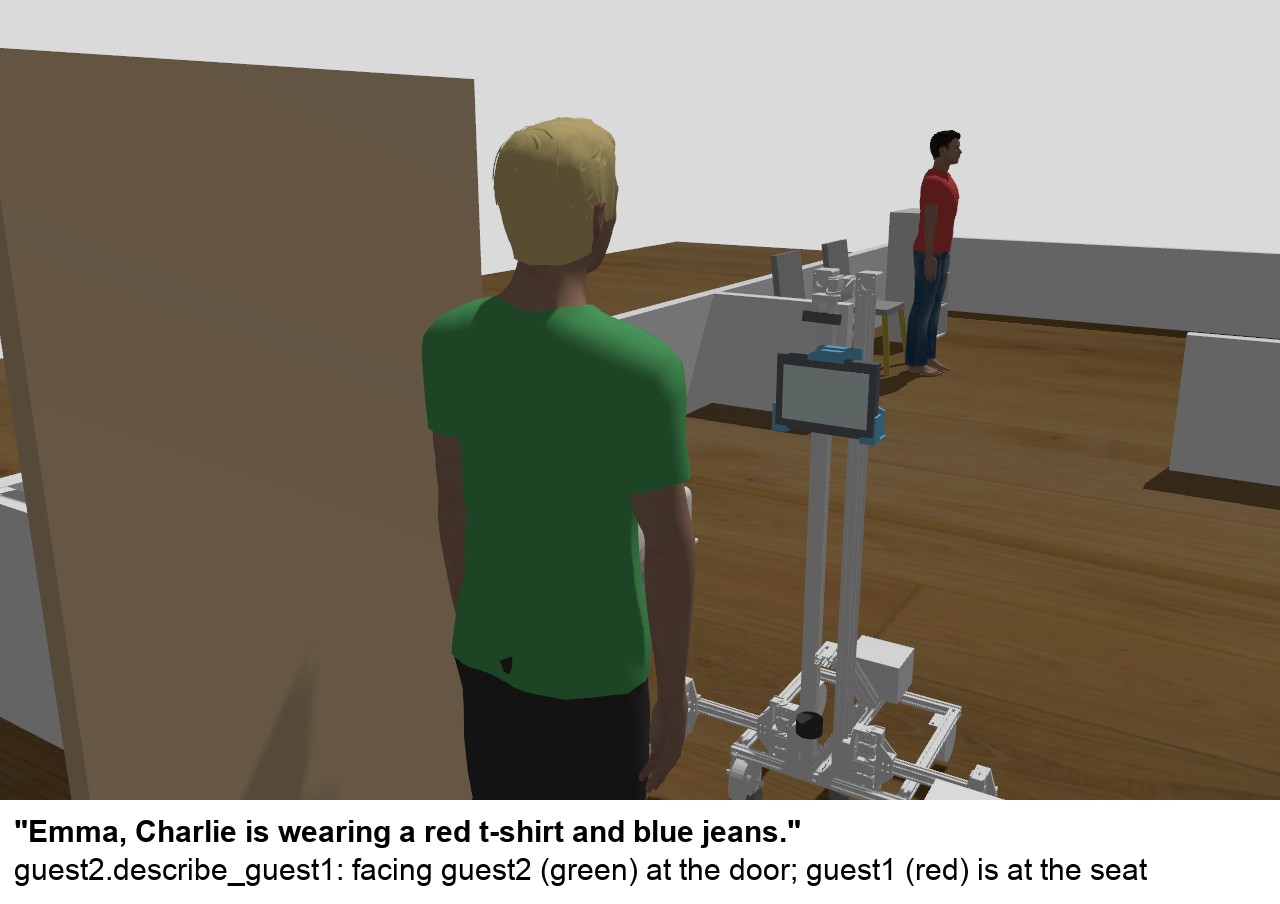 "Emma, Charlie is wearing a red t-shirt and blue jeans."
guest2.describe_guest1: facing guest2 (green) at the door; guest1 (red) is at the seat